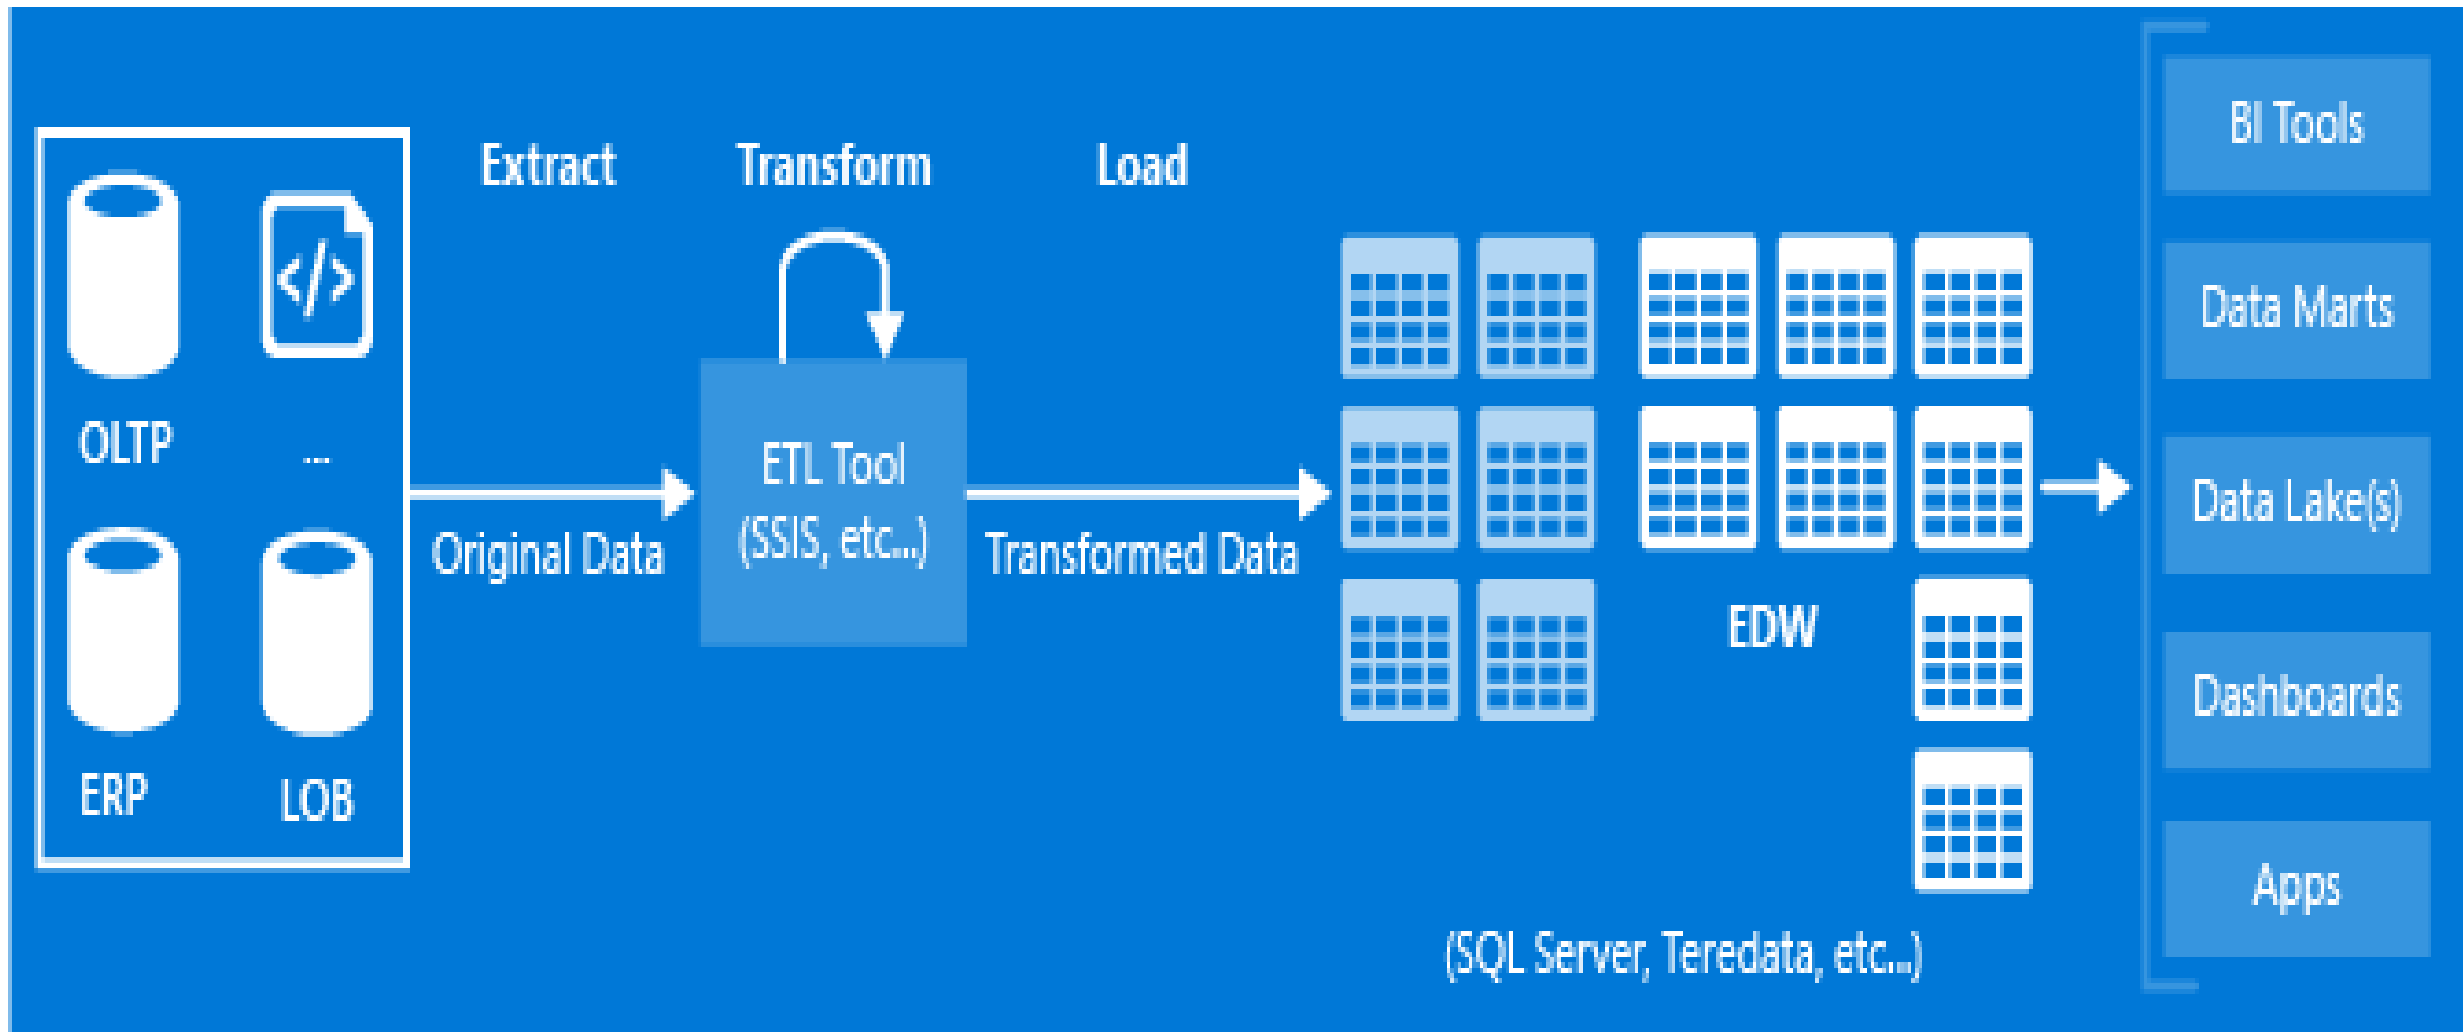 Extract
Transform
Load
OLTP
...
ERP
LOB
</>
Original Data
ETL Tool
(SSIS, etc...)
Transformed Data
EDW
(SQL Server, Teredata, etc...)
BI Tools
Data Marts
Data Lake(s)
Dashboards
Apps